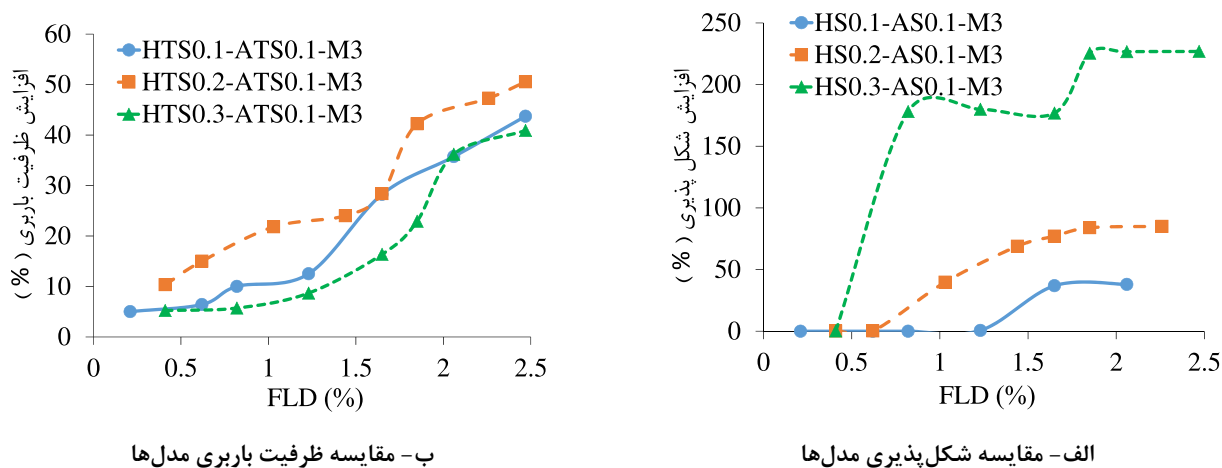 60
50
40
30
20
10
0
افزایش ظرفیت باربری ( % )
HTS0.1-ATS0.1-M3
HTS0.2-ATS0.1-M3
HTS0.3-ATS0.1-M3
0 0.5 1 1.5 2 2.5
FLD (%)
ب- مقایسه ظرفیت باربری مدل‌ها
250
200
150
100
50
0
افزایش شکل پذیری ( % )
HS0.1-AS0.1-M3
HS0.2-AS0.1-M3
HS0.3-AS0.1-M3
0 0.5 1 1.5 2 2.5
FLD (%)
الف- مقایسه شکل‌پذیری مدل‌ها